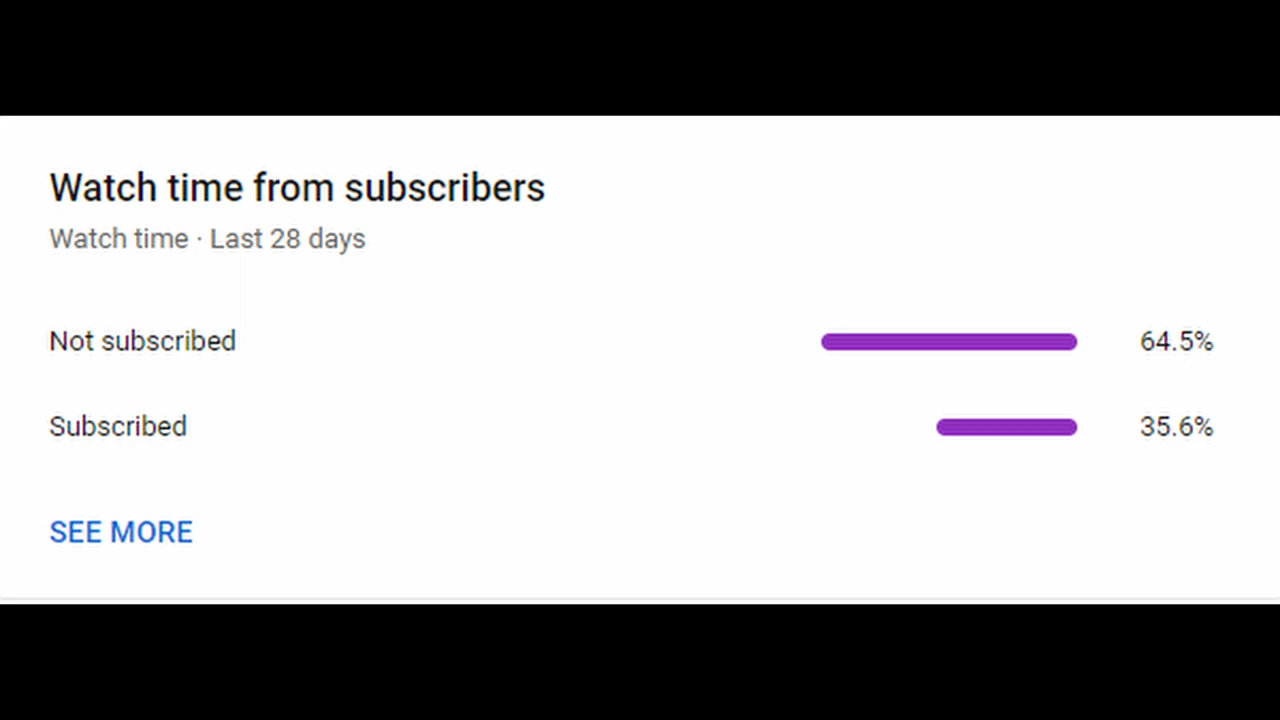 Watch time from subscribers
Watch time · Last 28 days
Not subscribed 64.5%
Subscribed 35.6%
SEE MORE